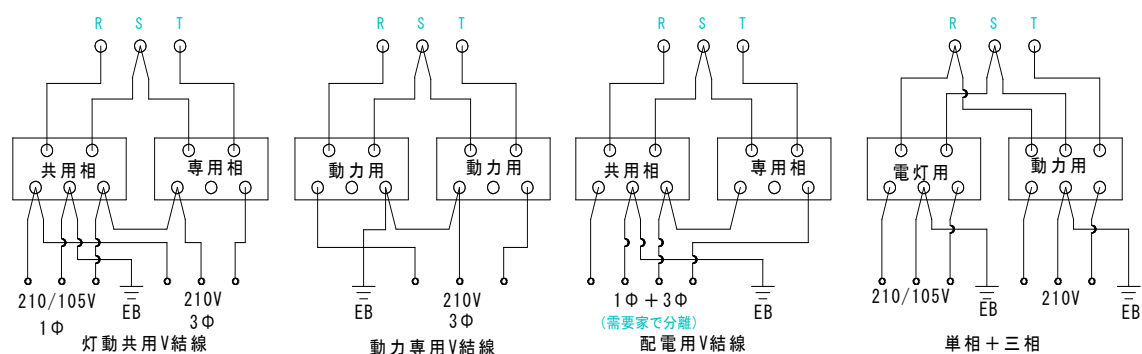 R S T
共用相 専用相
210/105V
1Φ
EB
210V
3Φ
灯動共用V結線
R S T
動力用 動力用
EB
210V
3Φ
動力専用V結線
R S T
共用相 専用相
1Φ + 3Φ
(需要家で分離)
EB
配電用V結線
R S T
電灯用 動力用
210/105V
EB
210V
EB
単相+三相